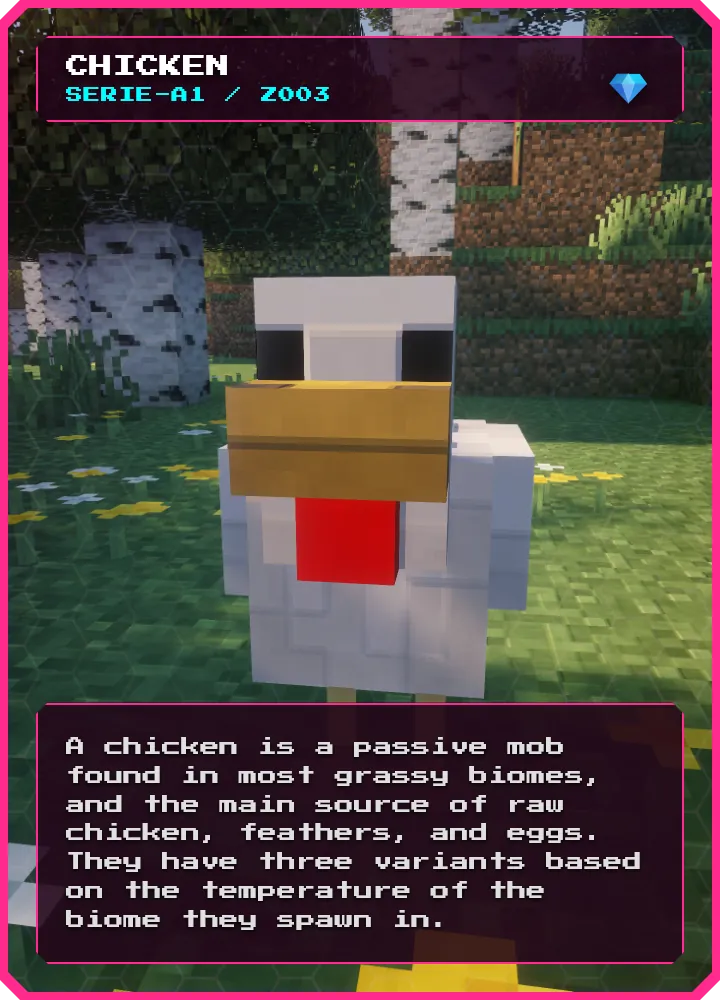 CHICKEN
SERIE-A1 / Z003
A chicken is a passive mob
found in most grassy biomes,
and the main source of raw
chicken, feathers, and eggs.
They have three variants based
on the temperature of the
biome they spawn in.